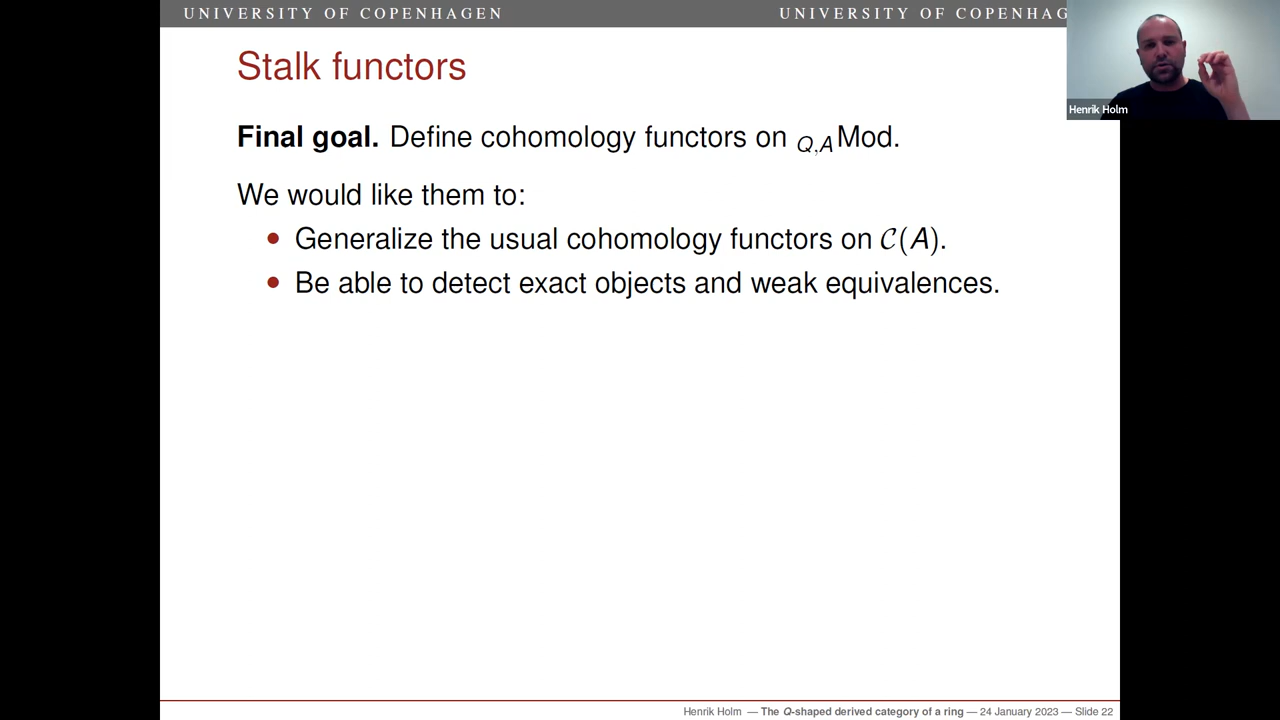 UNIVERSITY OF COPENHAGEN
UNIVERSITY OF COPENHAG
Henrik Holm
Stalk functors
Final goal. Define cohomology functors on Q,AMod.
We would like them to:
• Generalize the usual cohomology functors on 𝒞(A).
• Be able to detect exact objects and weak equivalences.
Henrik Holm — The Q-shaped derived category of a ring — 24 January 2023 — Slide 22